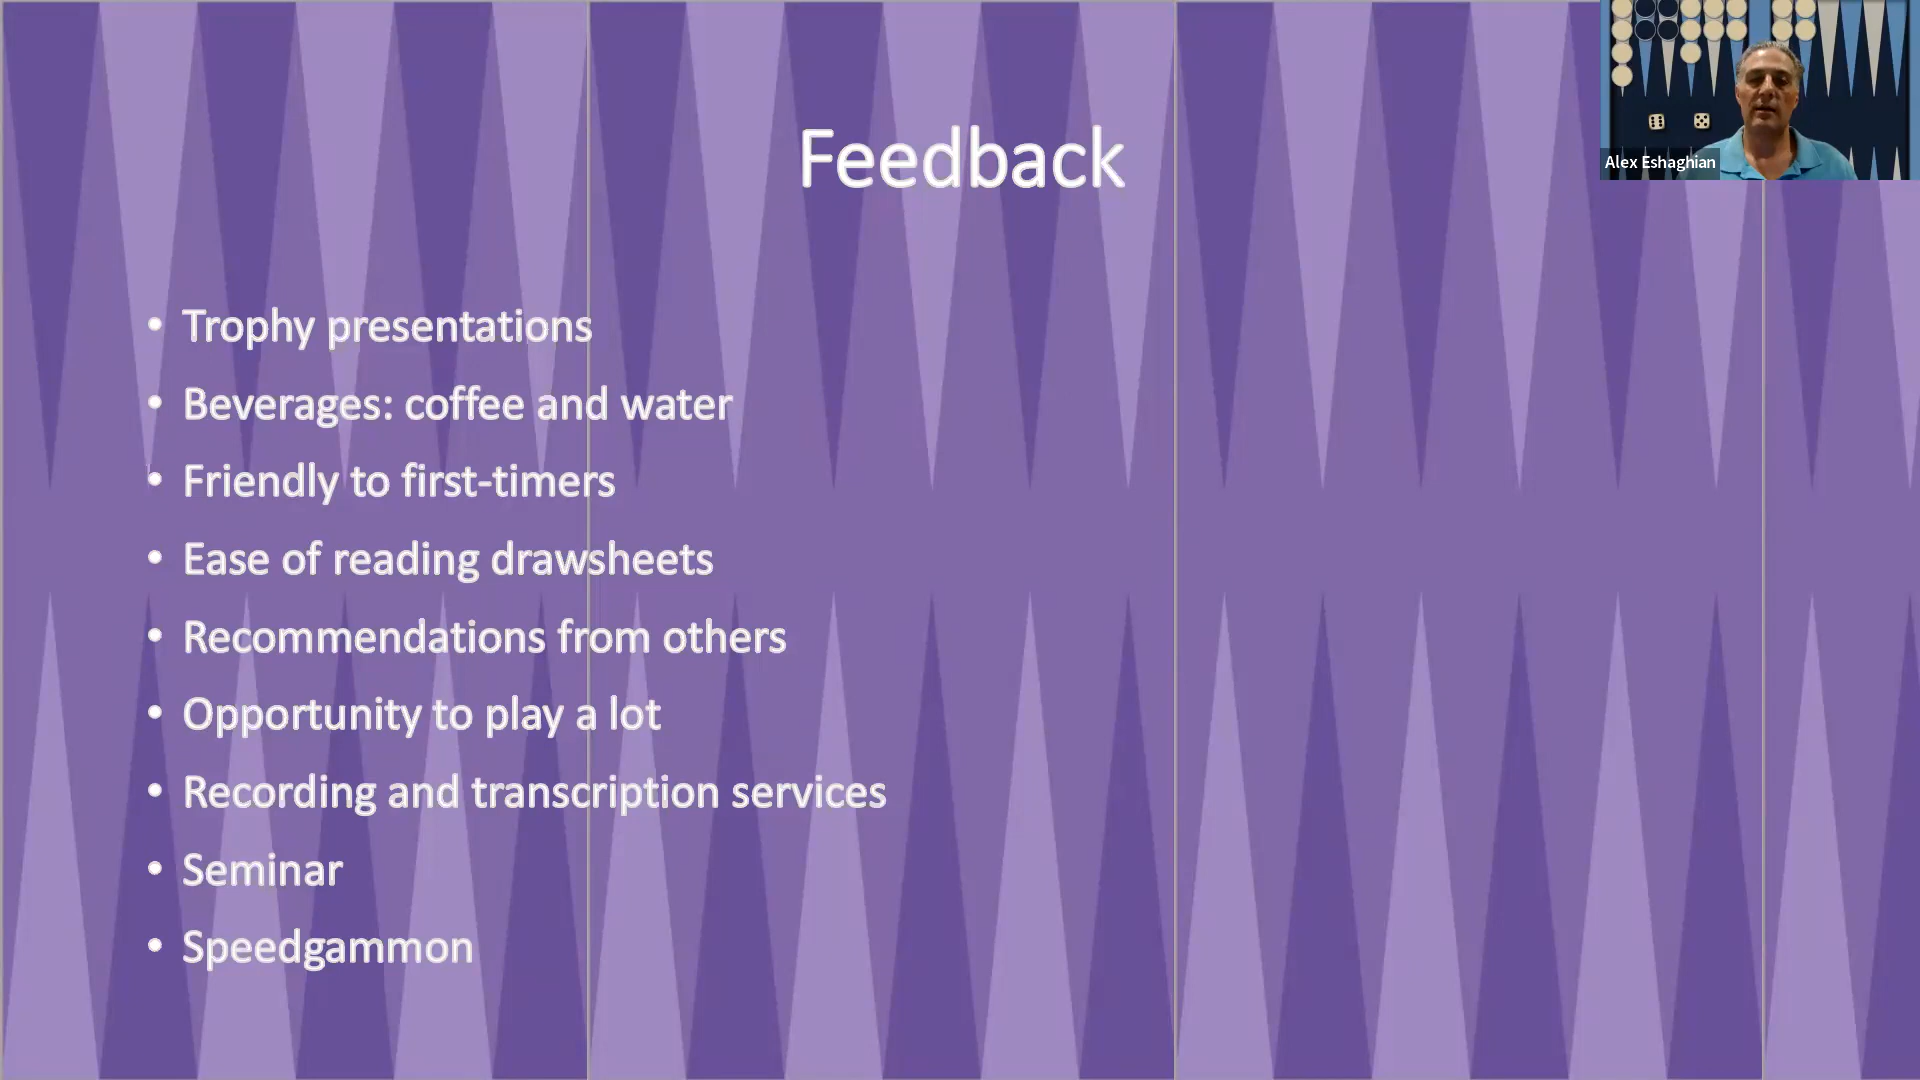 Feedback
Alex Eshaghian
• Trophy presentations
• Beverages: coffee and water
• Friendly to first-timers
• Ease of reading drawsheets
• Recommendations from others
• Opportunity to play a lot
• Recording and transcription services
• Seminar
• Speedgammon